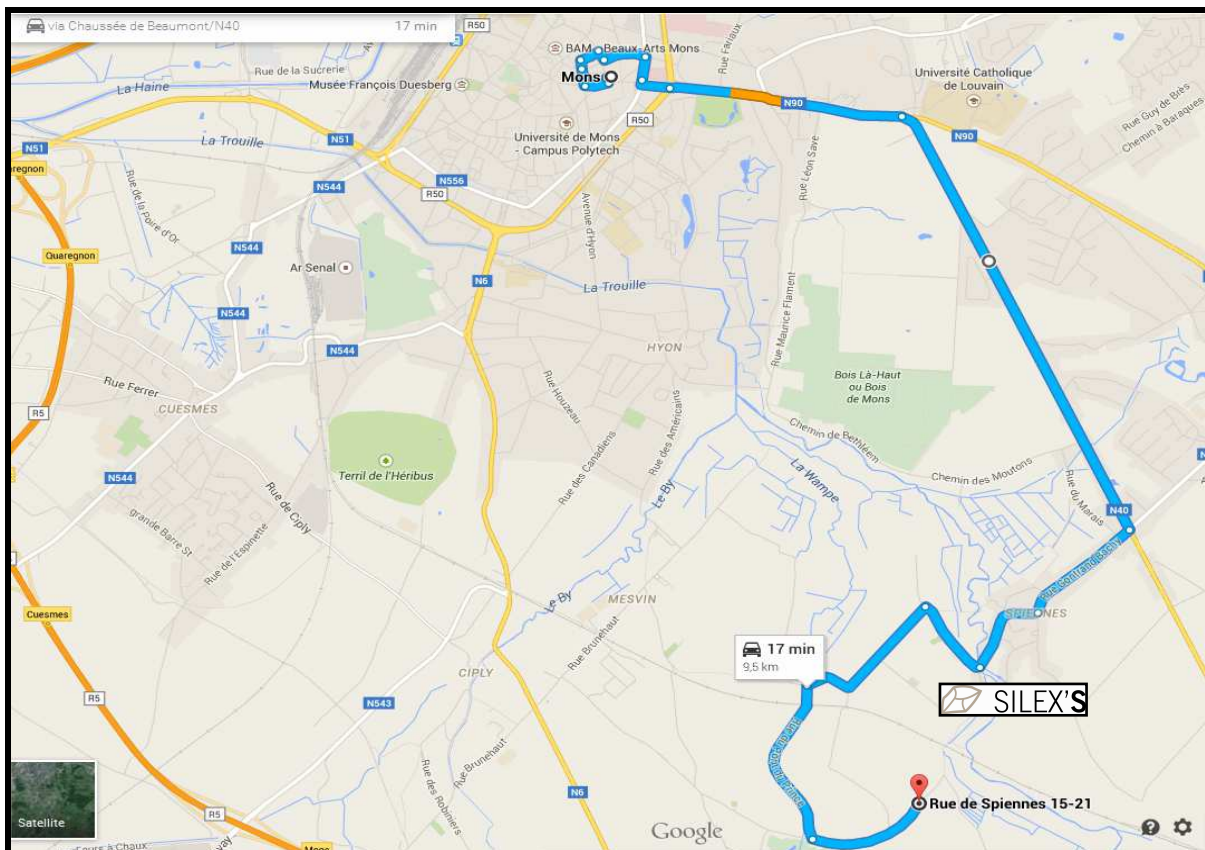 via Chaussée de Beaumont/N40
17 min
R50
BAM - Beaux-Arts Mons
Rue Fariaux
Rue de la Sucrerie
La Haine
Musée François Duesberg
Mons
Université Catholique
de Louvain
Rue Guy de Brès
Chemin à Baraques
N90
R50
Université de Mons
- Campus Polytech
N90
N51
La Trouille
N51
N51
Rue Léon Save
Rue de la Poire d'Or
N544
N556
R50
Avenue d'Hyon
N544
Quaregnon
Ar Senal
N6
La Trouille
N544
Rue Maurice Flament
N544
HYON
Bois Là-Haut
ou Bois
de Mons
Rue Ferrer
CUESMES
R5
Rue Houzeau
Rue des Américains
Chemin de Bethléem
Terril de l'Héribus
Rue des Canadiens
La Wampe
Chemin des Moutons
N544
Rue de Ciply
Le By
Rue du Marais
N40
grande Barre St
Rue de l'Espinette
Le By
MESVIN
Cuesmes
Rue Brunehaut
17 min
9,5 km
CIPLY
R5
N543
SILEX'S
Rue Brunehaut
Rue des Robiniers
N6
Rue de Spiennes 15-21
R5
Satellite
Google